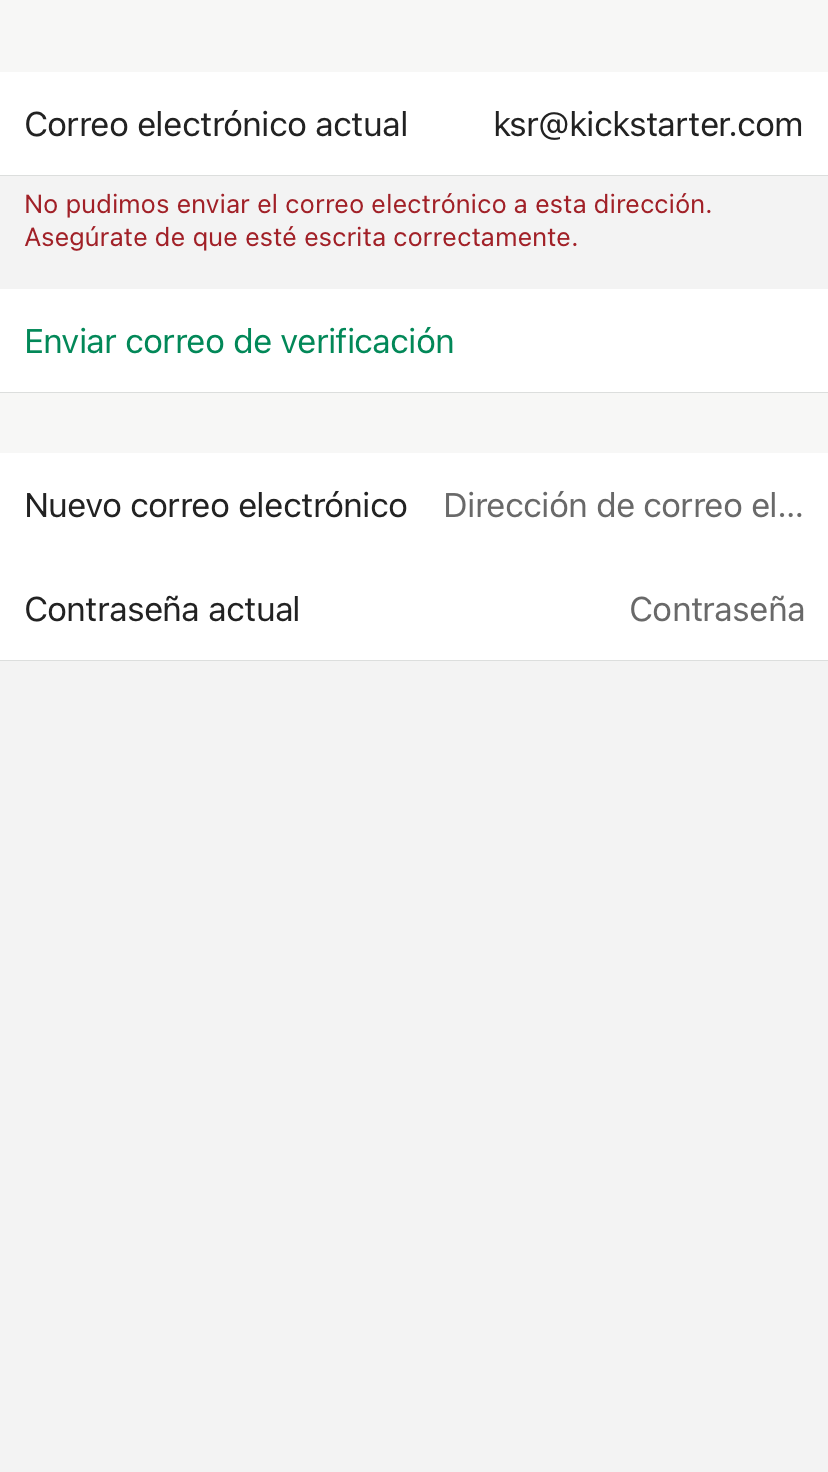 Correo electrónico actual ksr@kickstarter.com
No pudimos enviar el correo electrónico a esta dirección.
Asegúrate de que esté escrita correctamente.
Enviar correo de verificación
Nuevo correo electrónico Dirección de correo el...
Contraseña actual Contraseña